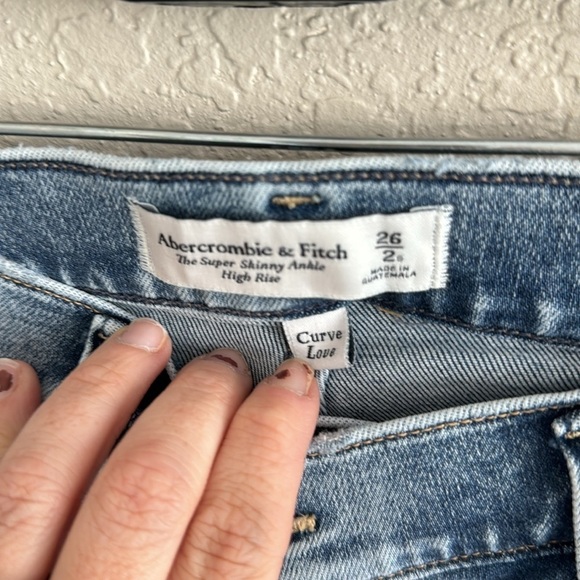 Abercrombie & Fitch
The Super Skinny Ankle
High Rise
26
2S
MADE IN
GUATEMALA
Curve
Love